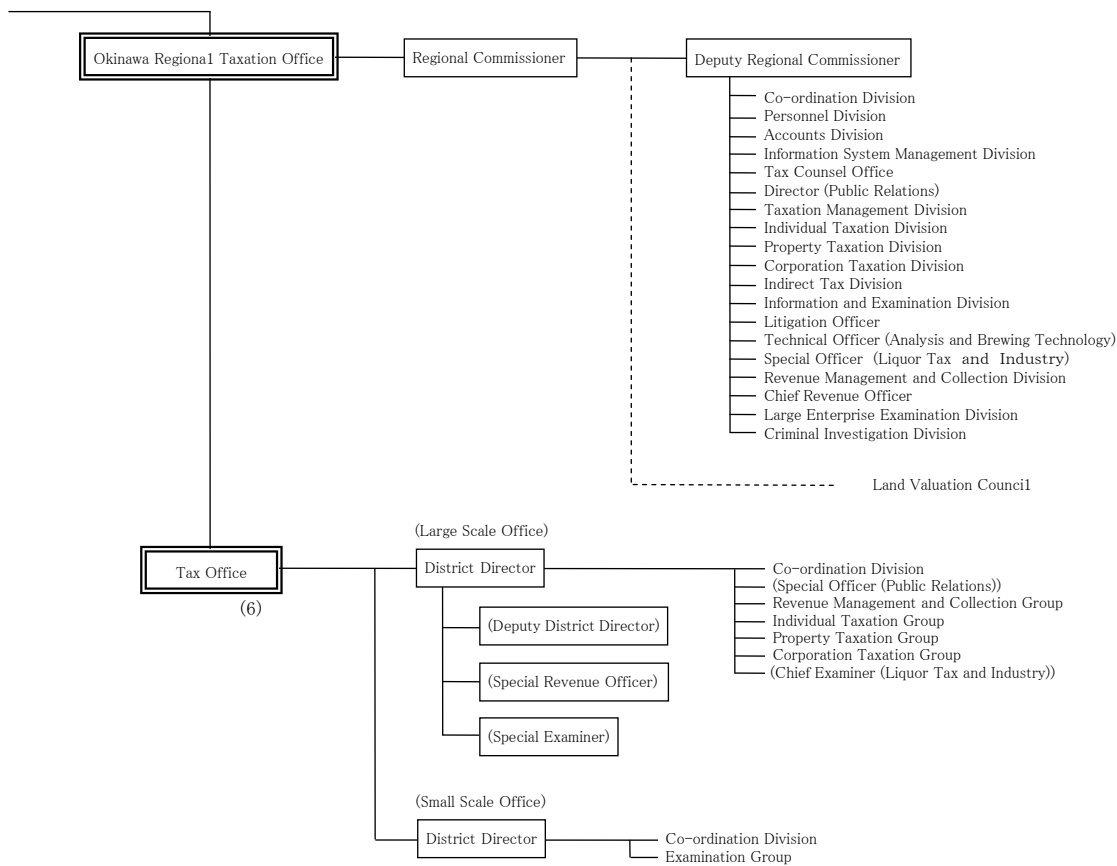 Okinawa Regiona1 Taxation Office
Regional Commissioner
Deputy Regional Commissioner
Co-ordination Division
Personnel Division
Accounts Division
Information System Management Division
Tax Counsel Office
Director (Public Relations)
Taxation Management Division
Individual Taxation Division
Property Taxation Division
Corporation Taxation Division
Indirect Tax Division
Information and Examination Division
Litigation Officer
Technical Officer (Analysis and Brewing Technology)
Special Officer (Liquor Tax and Industry)
Revenue Management and Collection Division
Chief Revenue Officer
Large Enterprise Examination Division
Criminal Investigation Division
Land Valuation Counci1
Tax Office
(6)
(Large Scale Office)
District Director
(Deputy District Director)
(Special Revenue Officer)
(Special Examiner)
Co-ordination Division
(Special Officer (Public Relations))
Revenue Management and Collection Group
Individual Taxation Group
Property Taxation Group
Corporation Taxation Group
(Chief Examiner (Liquor Tax and Industry))
(Small Scale Office)
District Director
Co-ordination Division
Examination Group